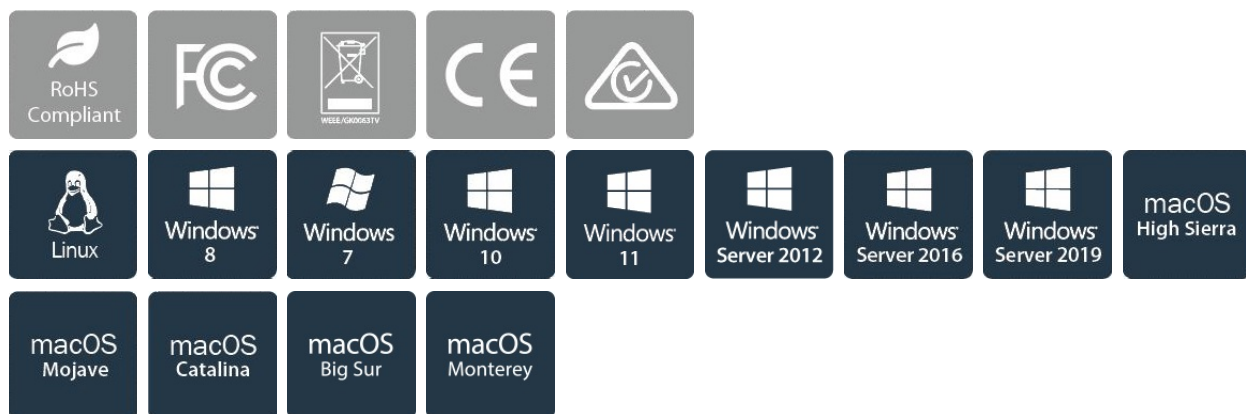 RoHS
Compliant
FC
WEEE/GK0063TV
CE
Linux
Windows
8
Windows
7
Windows
10
Windows
11
Windows
Server 2012
Windows
Server 2016
Windows
Server 2019
macOS
High Sierra
macOS
Mojave
macOS
Catalina
macOS
Big Sur
macOS
Monterey